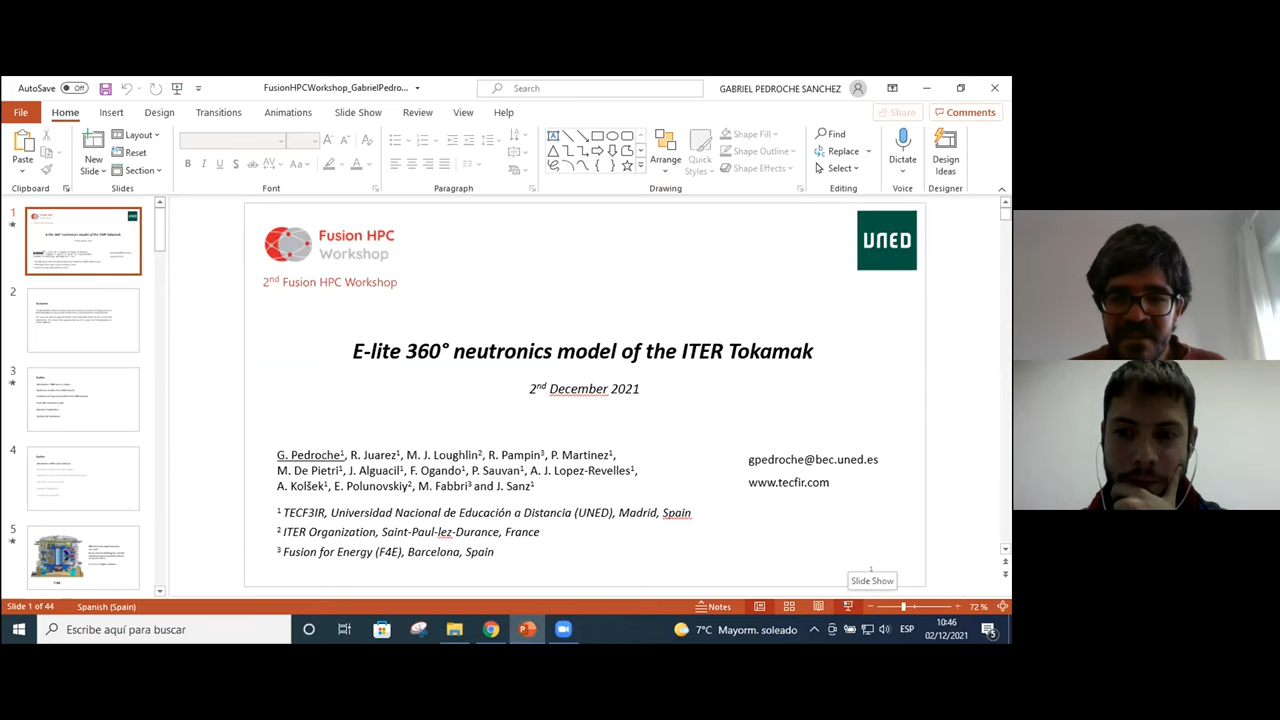 AutoSave Off FusionHPCWorkshop_GabrielPedro... Search GABRIEL PEDROCHE SANCHEZ
File Home Insert Design Transitions Animations Slide Show Review View Help Share Comments
Paste New Slide Layout Reset Section Arrange Quick Styles Shape Fill Shape Outline Shape Effects Find Replace Select Dictate Design Ideas
Clipboard Slides Font Paragraph Drawing Editing Voice Designer
1
2
3
4
5
Fusion HPC
Workshop
UNED
2nd Fusion HPC Workshop
E-lite 360° neutronics model of the ITER Tokamak
2nd December 2021
G. Pedroche1, R. Juarez1, M. J. Loughlin2, R. Pampin3, P. Martinez1,
M. De Pietri1, J. Alguacil1, F. Ogando1, P. Sauvan1, A. J. Lopez-Revelles1,
A. Kolšek1, E. Polunovskiy2, M. Fabbri3 and J. Sanz1
gpedroche@bec.uned.es
www.tecfir.com
1 TECF3IR, Universidad Nacional de Educación a Distancia (UNED), Madrid, Spain
2 ITER Organization, Saint-Paul-lez-Durance, France
3 Fusion for Energy (F4E), Barcelona, Spain
1
Slide Show
Slide 1 of 44 Spanish (Spain) Notes 72 %
Escribe aquí para buscar 7°C Mayorm. soleado ESP 10:46
02/12/2021 5